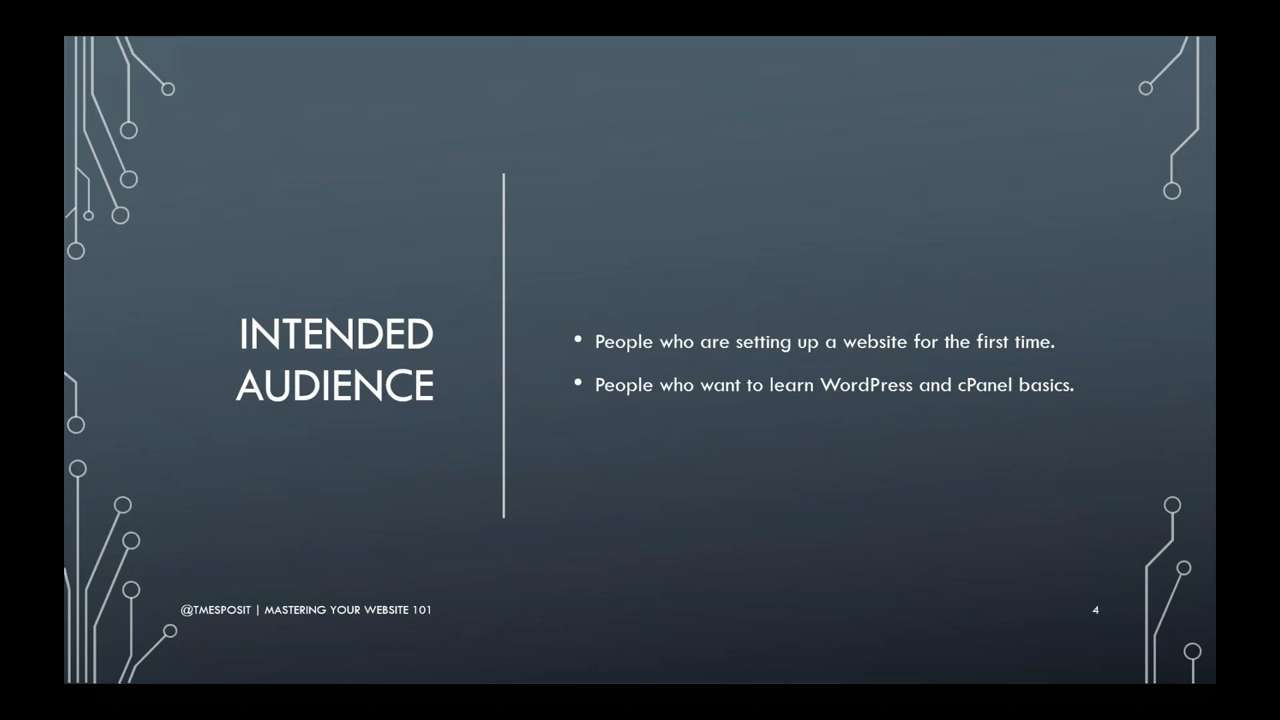 INTENDED
AUDIENCE
• People who are setting up a website for the first time.
• People who want to learn WordPress and cPanel basics.
@TMESPOSIT | MASTERING YOUR WEBSITE 101
4